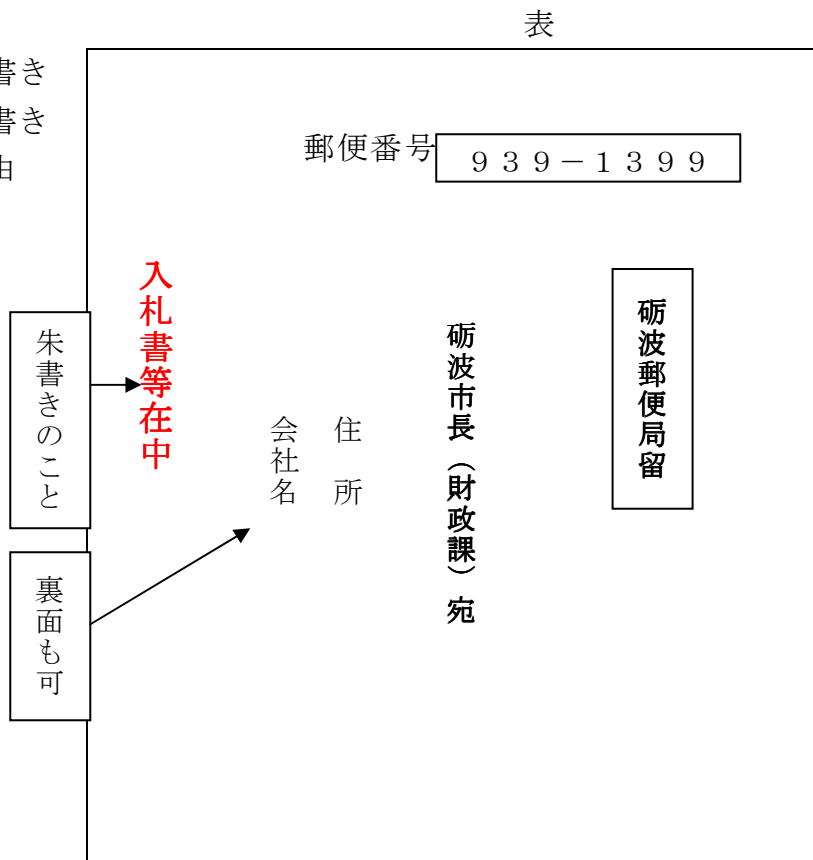 表
書き
書き
由
郵便番号
９３９－１３９９
砺波郵便局留
砺波市長（財政課）宛
住所
会社名
入札書等在中
朱書きのこと
裏面も可